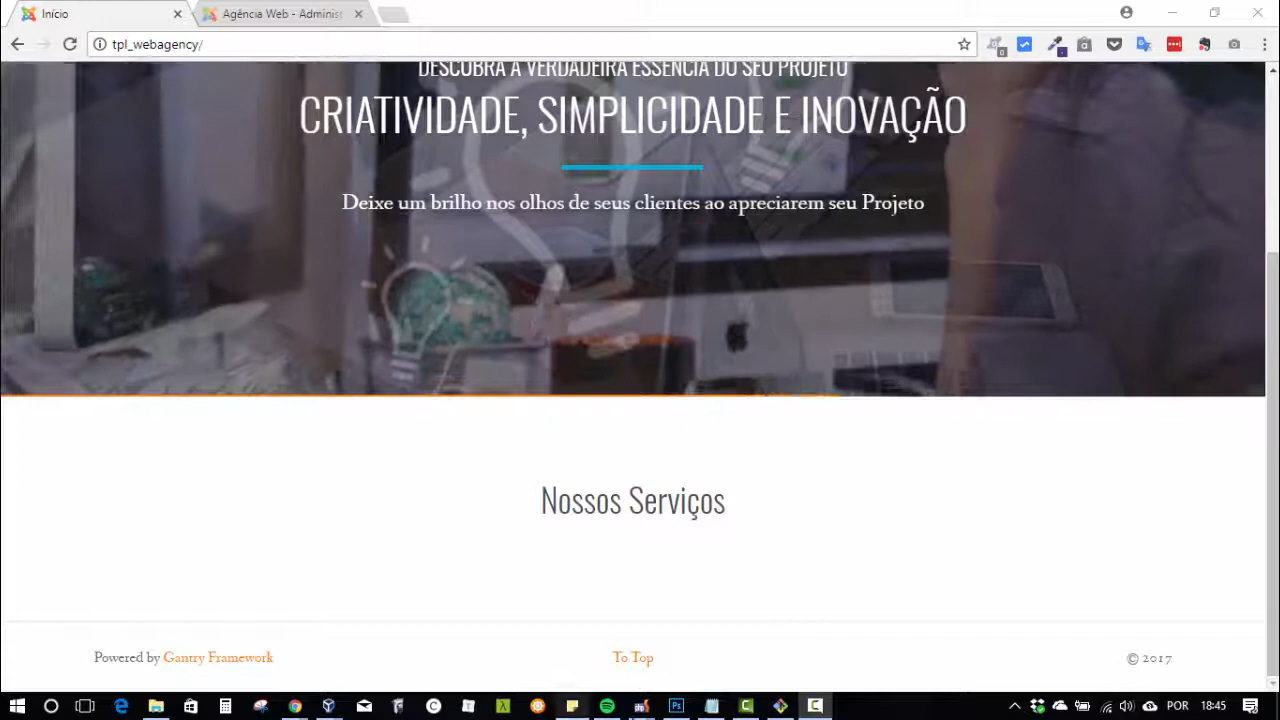 Início
Agência Web - Adminis
tpl_webagency/
DESCUBRA A VERDADEIRA ESSÊNCIA DO SEU PROJETO
CRIATIVIDADE, SIMPLICIDADE E INOVAÇÃO
Deixe um brilho nos olhos de seus clientes ao apreciarem seu Projeto
Nossos Serviços
Powered by Gantry Framework
To Top
© 2017
POR
18:45